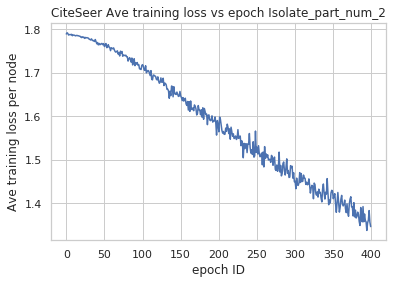 CiteSeer Ave training loss vs epoch Isolate_part_num_2
Ave training loss per node
1.8
1.7
1.6
1.5
1.4
0 50 100 150 200 250 300 350 400
epoch ID